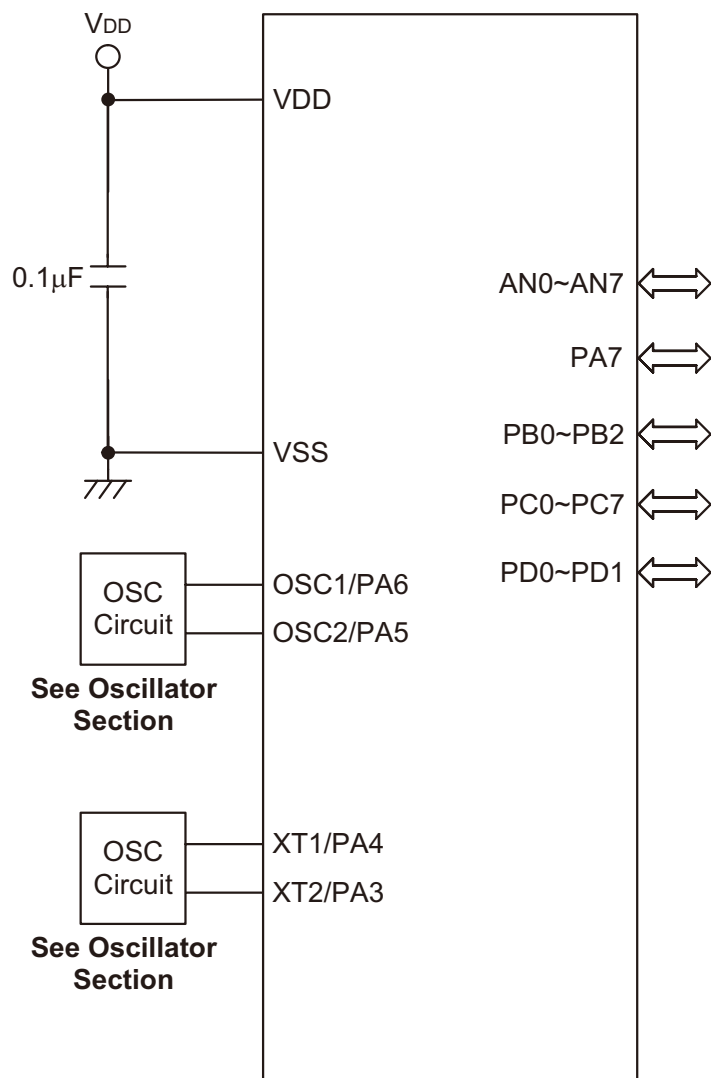 VDD
VDD
0.1µF
VSS
AN0~AN7
PA7
PB0~PB2
PC0~PC7
PD0~PD1
OSC
Circuit
OSC1/PA6
OSC2/PA5
See Oscillator
Section
OSC
Circuit
XT1/PA4
XT2/PA3
See Oscillator
Section